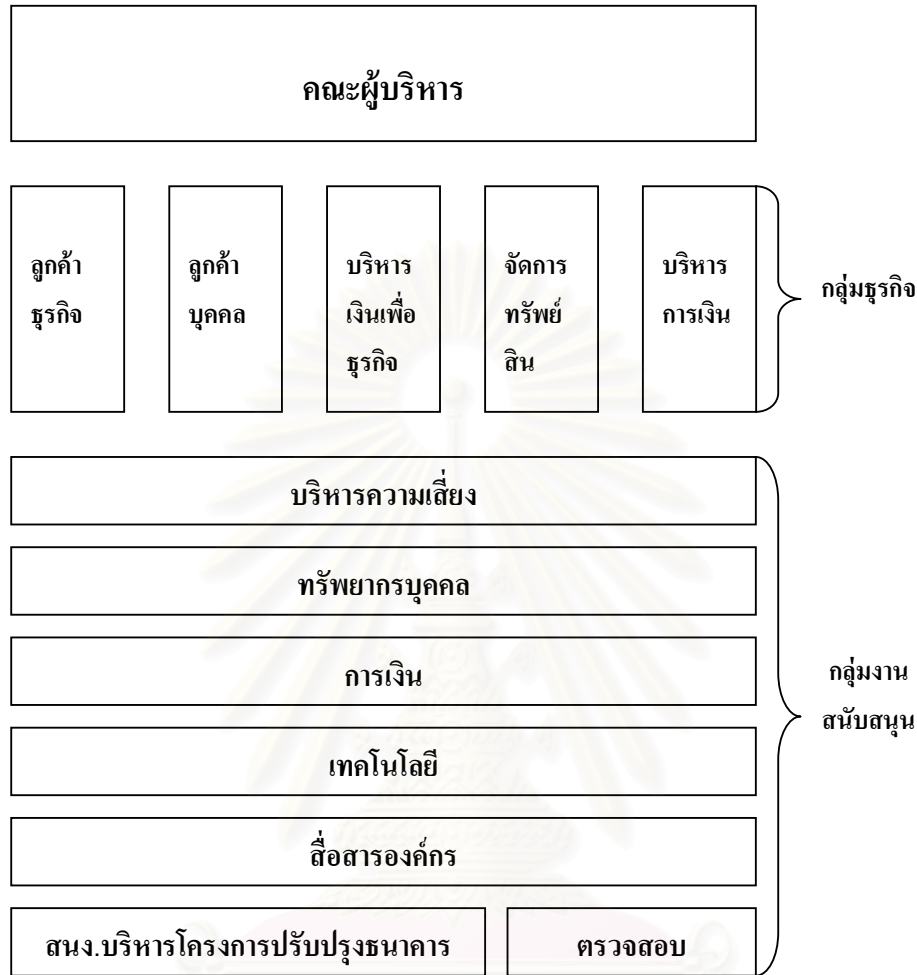 คณะผู้บริหาร
ลูกค้า
ธุรกิจ
ลูกค้า
บุคคล
บริหาร
เงินเพื่อ
ธุรกิจ
จัดการ
ทรัพย์
สิน
บริหาร
การเงิน
กลุ่มธุรกิจ
บริหารความเสี่ยง
ทรัพยากรบุคคล
การเงิน
เทคโนโลยี
สื่อสารองค์กร
สนง.บริหารโครงการปรับปรุงธนาคาร
ตรวจสอบ
กลุ่มงาน
สนับสนุน